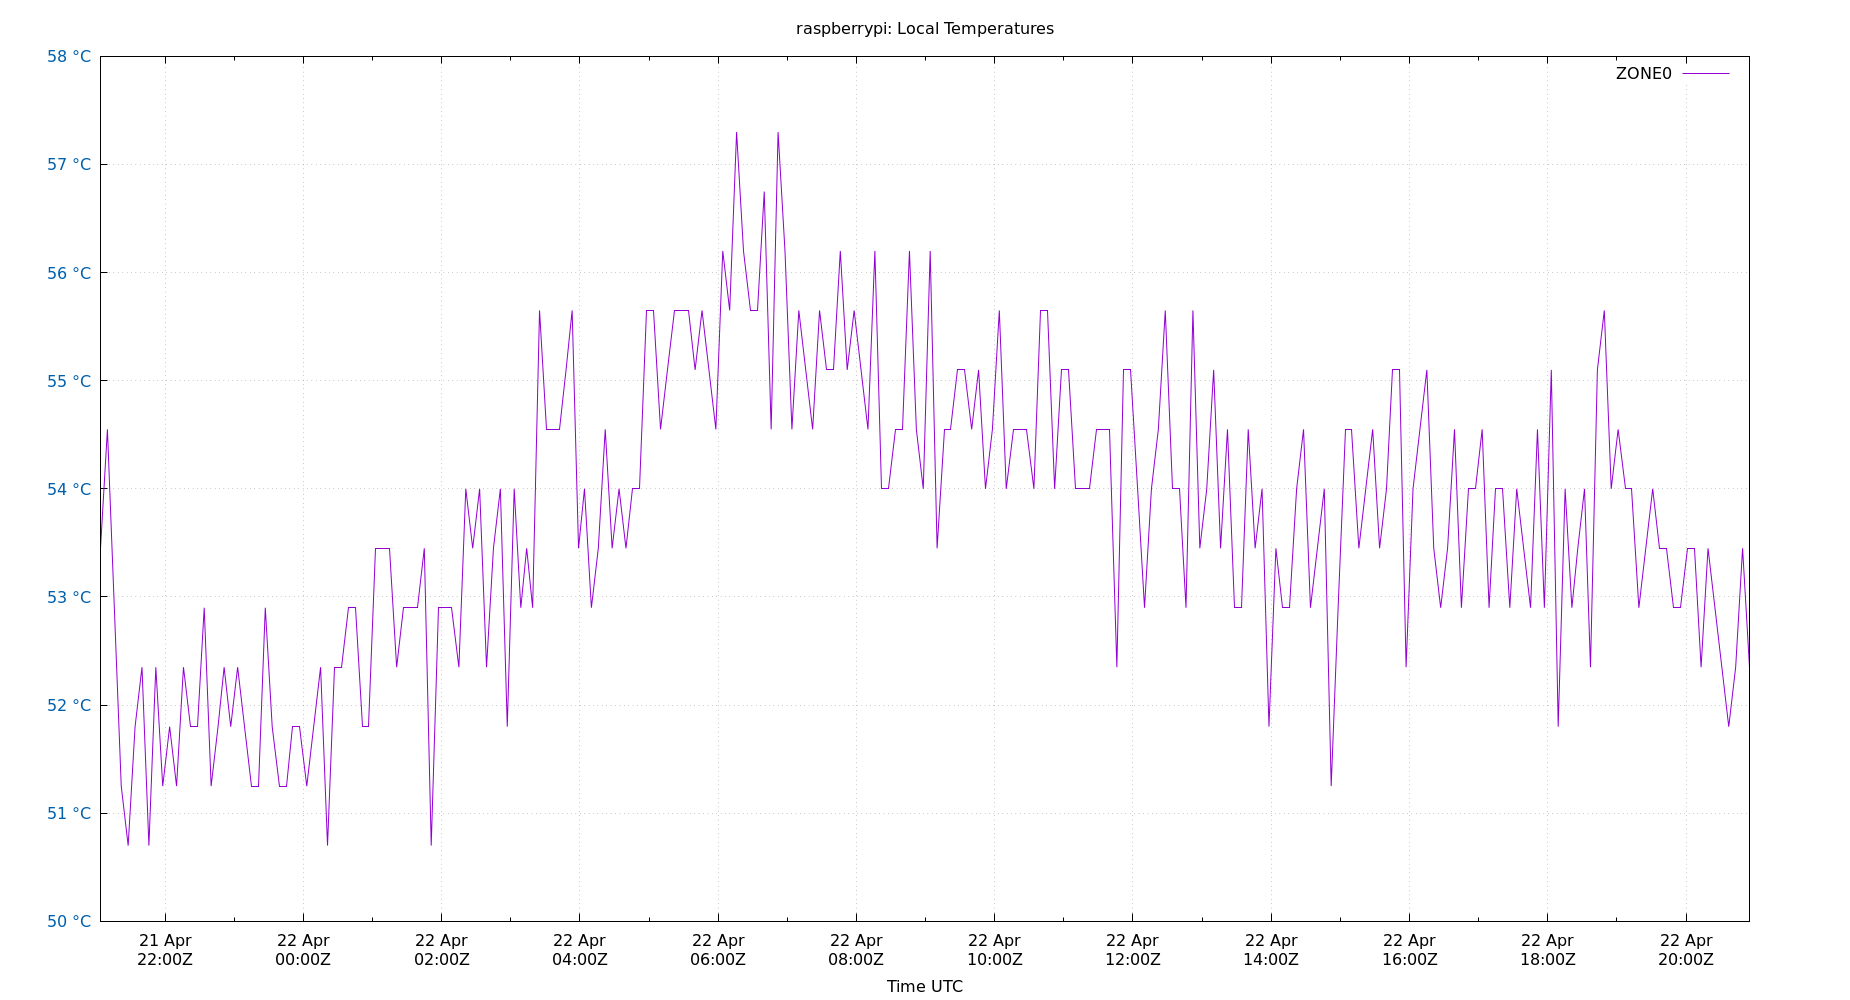 raspberrypi: Local Temperatures
58 °C
ZONE0
57 °C
56 °C
55 °C
54 °C
53 °C
52 °C
51 °C
50 °C
21 Apr 22 Apr 22 Apr 22 Apr 22 Apr 22 Apr 22 Apr 22 Apr 22 Apr 22 Apr 22 Apr 22 Apr
22:00Z 00:00Z 02:00Z 04:00Z 06:00Z 08:00Z 10:00Z 12:00Z 14:00Z 16:00Z 18:00Z 20:00Z
Time UTC